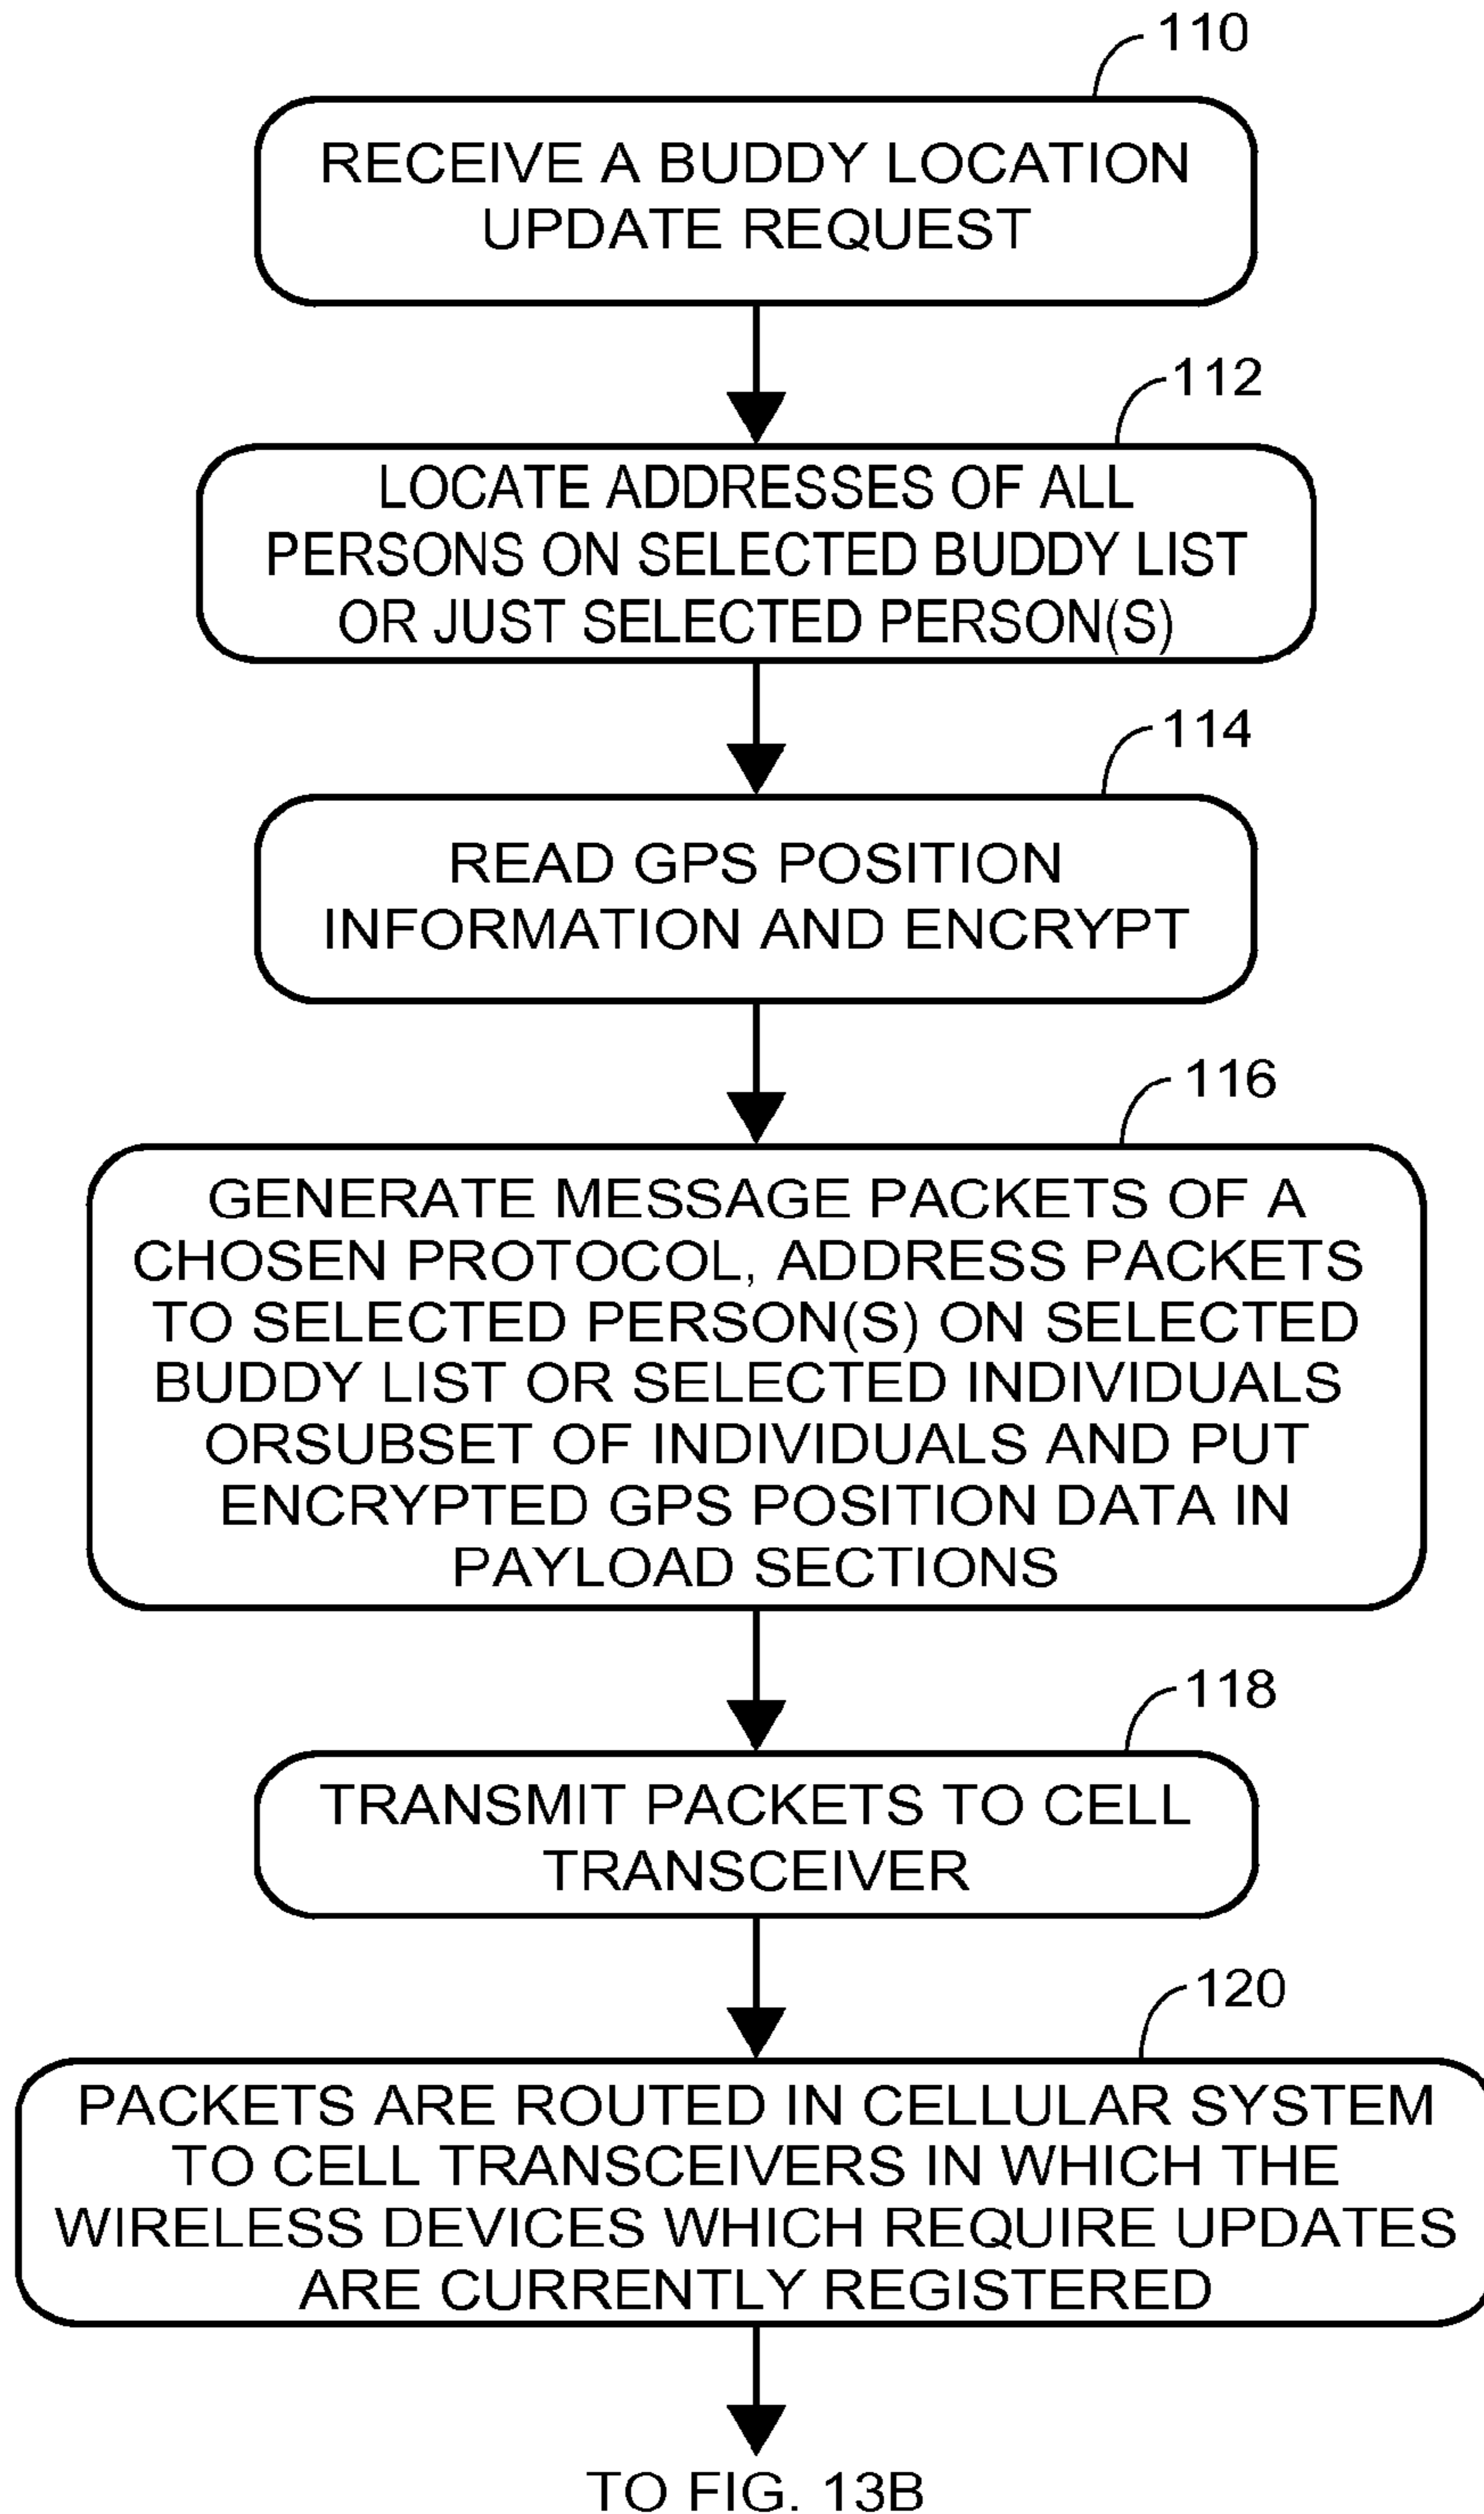 110
RECEIVE A BUDDY LOCATION
UPDATE REQUEST
112
LOCATE ADDRESSES OF ALL
PERSONS ON SELECTED BUDDY LIST
OR JUST SELECTED PERSON(S)
114
READ GPS POSITION
INFORMATION AND ENCRYPT
116
GENERATE MESSAGE PACKETS OF A
CHOSEN PROTOCOL, ADDRESS PACKETS
TO SELECTED PERSON(S) ON SELECTED
BUDDY LIST OR SELECTED INDIVIDUALS
ORSUBSET OF INDIVIDUALS AND PUT
ENCRYPTED GPS POSITION DATA IN
PAYLOAD SECTIONS
118
TRANSMIT PACKETS TO CELL
TRANSCEIVER
120
PACKETS ARE ROUTED IN CELLULAR SYSTEM
TO CELL TRANSCEIVERS IN WHICH THE
WIRELESS DEVICES WHICH REQUIRE UPDATES
ARE CURRENTLY REGISTERED
TO FIG. 13B